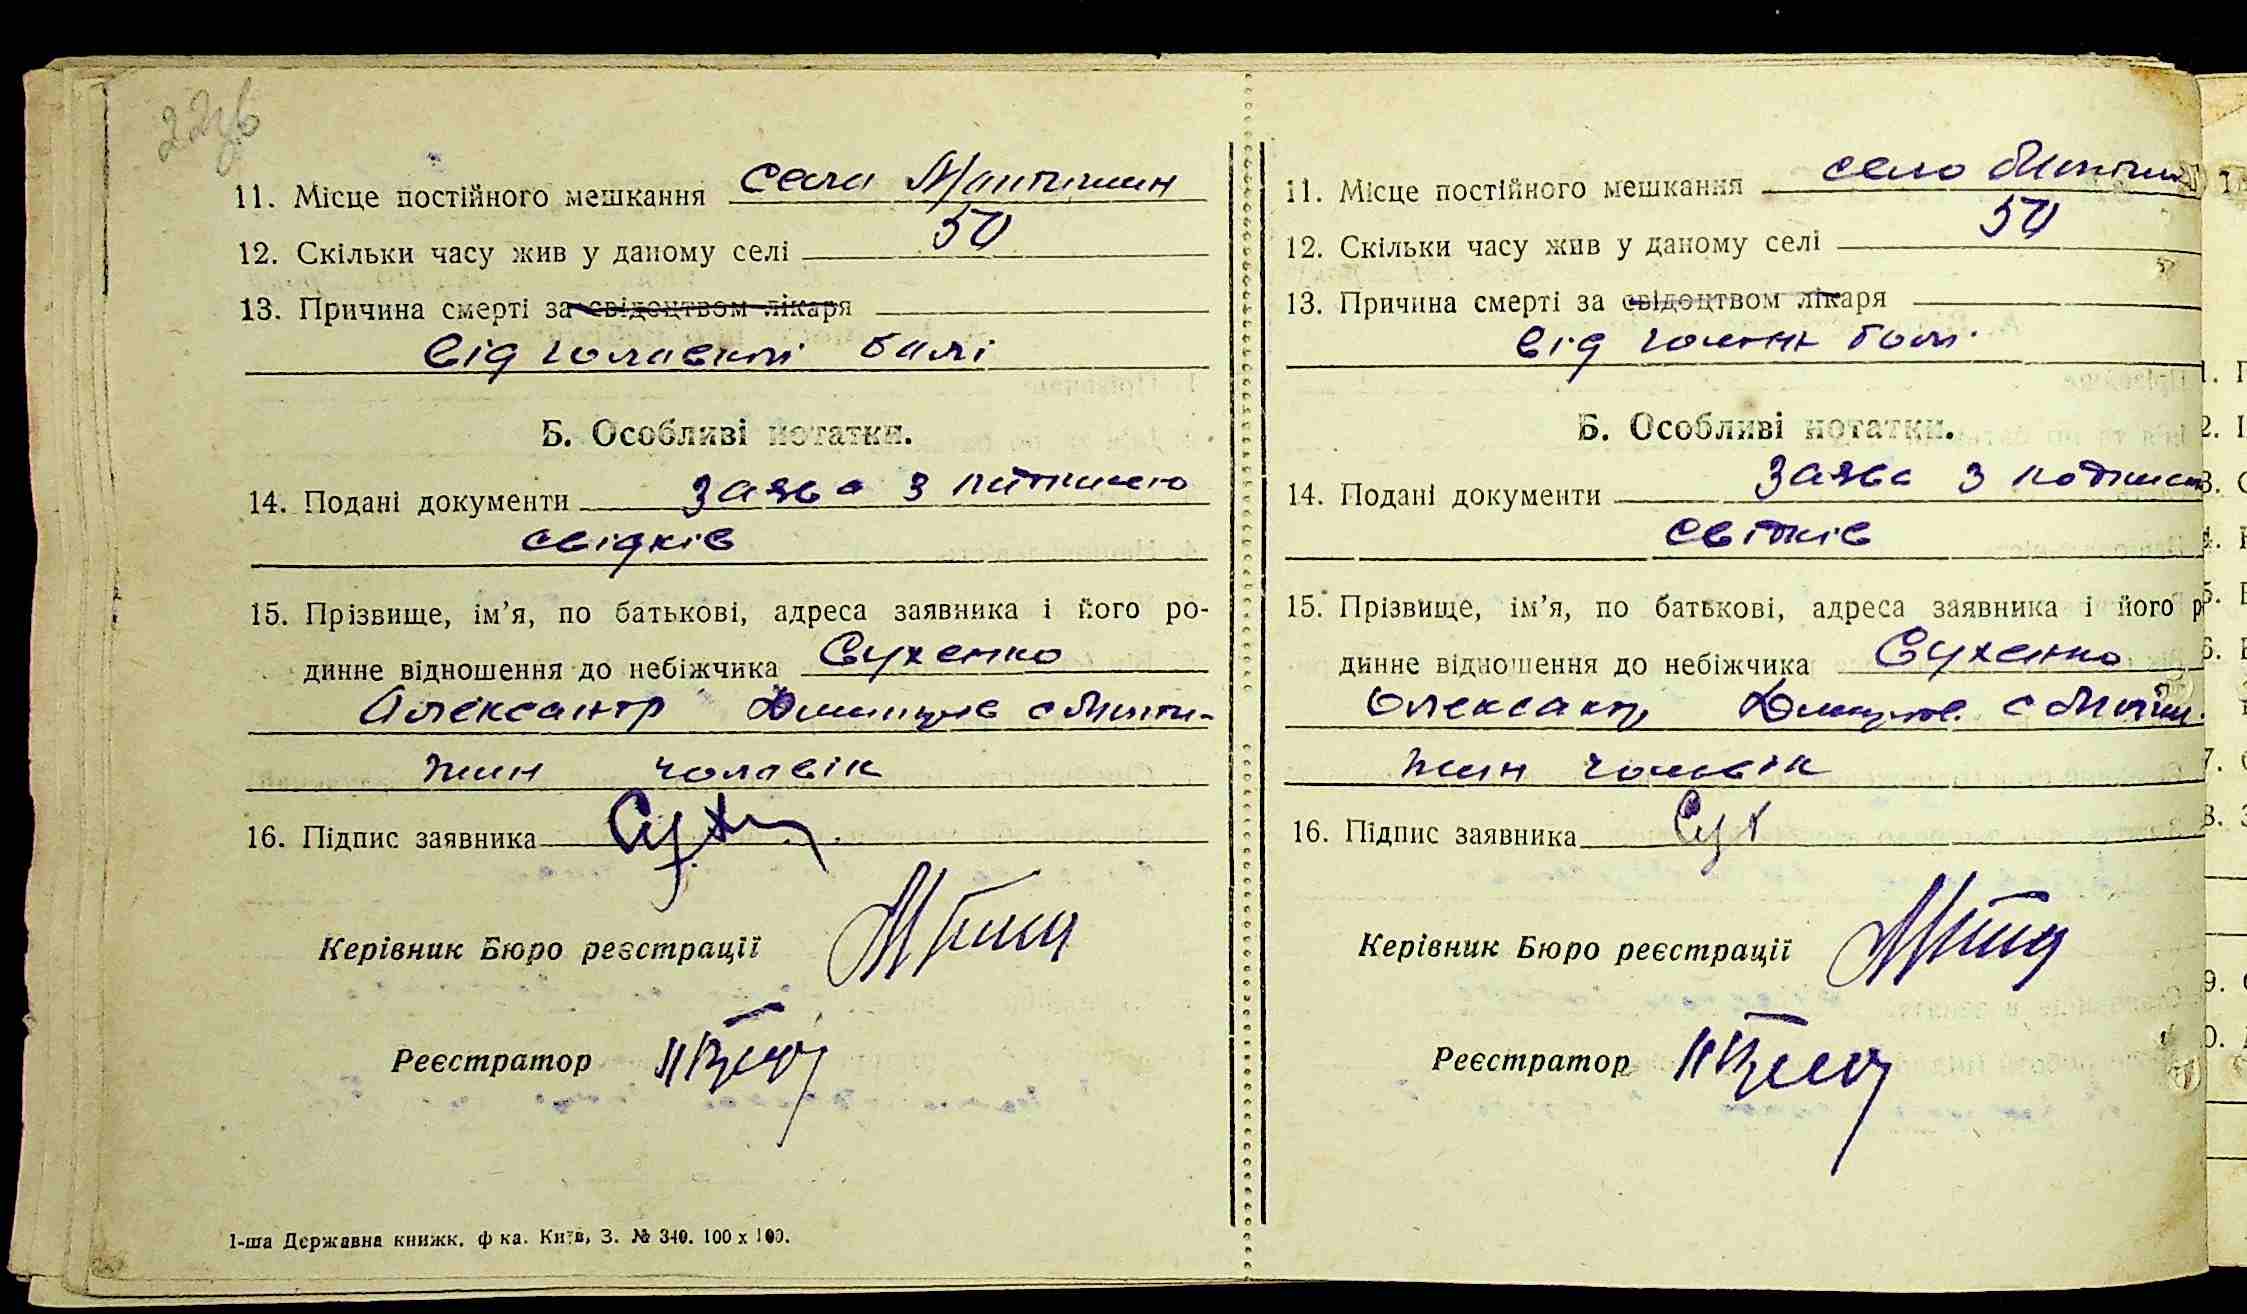 11. Місце постійного мешкання село
12. Скільки часу жив у даному селі 50
13. Причина смерті за свідоцтвом лікаря
від головної болі
Б. Особливі нотатки.
14. Подані документи заява з підписью
свідків
15. Прізвище, ім’я, по батькові, адреса заявника і його ро-
динне відношення до небіжчика Сухенко
Олександр
чоловік
16. Підпис заявника Сух
Керівник Бюро реєстрації
Реєстратор
1-ша Державна книжк. ф ка. Київ, З. № 340. 100 х 100.
11. Місце постійного мешкання село
12. Скільки часу жив у даному селі 50
13. Причина смерті за свідоцтвом лікаря
від болі
Б. Особливі нотатки.
14. Подані документи заява з
свідків
15. Прізвище, ім’я, по батькові, адреса заявника і його р
динне відношення до небіжчика Сухенко
Олександр
чоловік
16. Підпис заявника Сух
Керівник Бюро реєстрації
Реєстратор